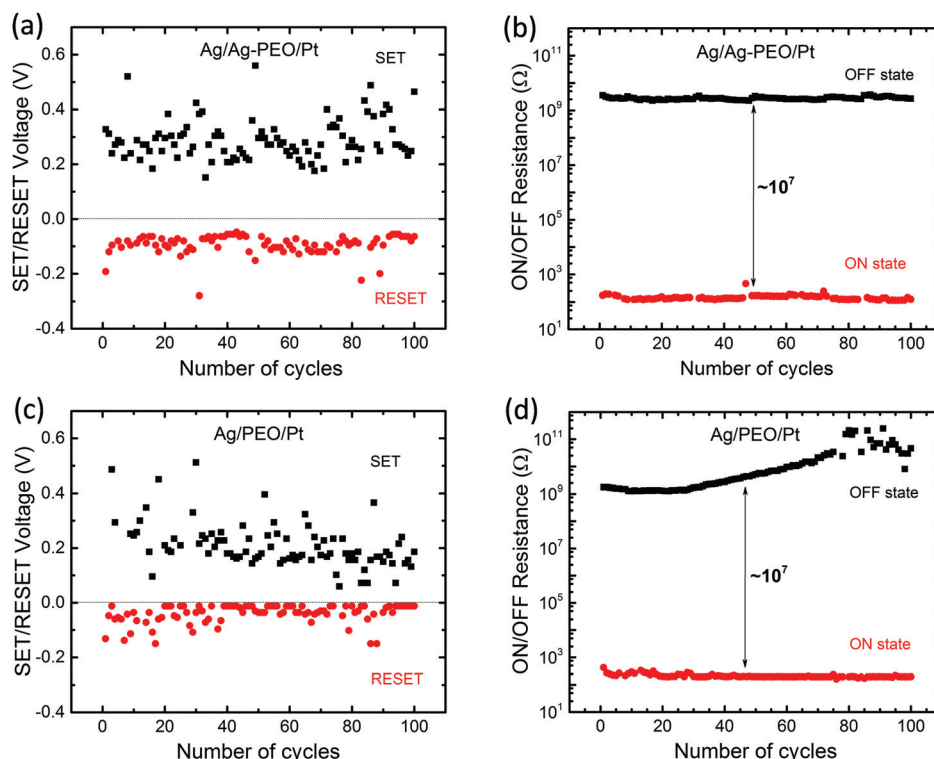 (a)
Ag/Ag-PEO/Pt
SET
RESET
SET/RESET Voltage (V)
0.6
0.4
0.2
0.0
-0.2
-0.4
0 20 40 60 80 100
Number of cycles
(b)
Ag/Ag-PEO/Pt
OFF state
~10⁷
ON state
ON/OFF Resistance (Ω)
10¹¹
10⁹
10⁷
10⁵
10³
10¹
0 20 40 60 80 100
Number of cycles
(c)
Ag/PEO/Pt
SET
RESET
SET/RESET Voltage (V)
0.6
0.4
0.2
0.0
-0.2
-0.4
0 20 40 60 80 100
Number of cycles
(d)
Ag/PEO/Pt
OFF state
~10⁷
ON state
ON/OFF Resistance (Ω)
10¹¹
10⁹
10⁷
10⁵
10³
10¹
0 20 40 60 80 100
Number of cycles